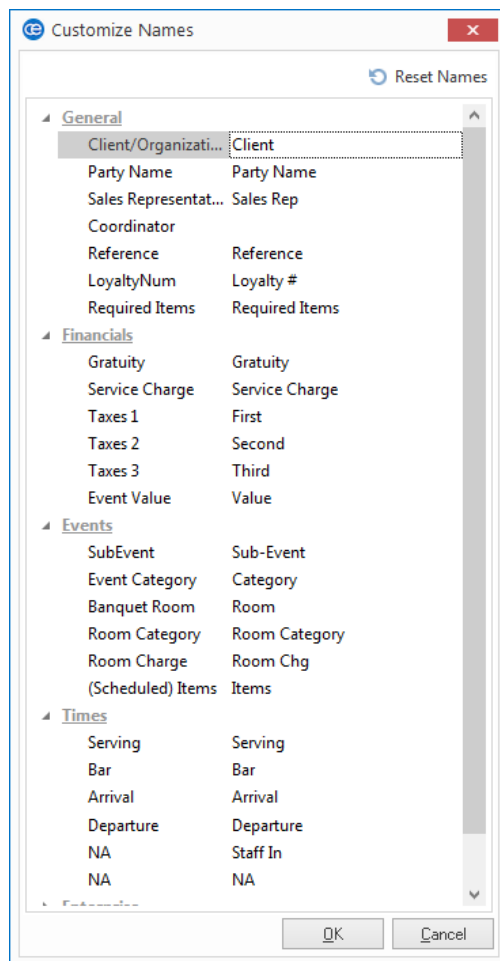 Customize Names
Reset Names
General
Client/Organizati... Client
Party Name Party Name
Sales Representat... Sales Rep
Coordinator
Reference Reference
LoyaltyNum Loyalty #
Required Items Required Items
Financials
Gratuity Gratuity
Service Charge Service Charge
Taxes 1 First
Taxes 2 Second
Taxes 3 Third
Event Value Value
Events
SubEvent Sub-Event
Event Category Category
Banquet Room Room
Room Category Room Category
Room Charge Room Chg
(Scheduled) Items Items
Times
Serving Serving
Bar Bar
Arrival Arrival
Departure Departure
NA Staff In
NA NA
OK Cancel